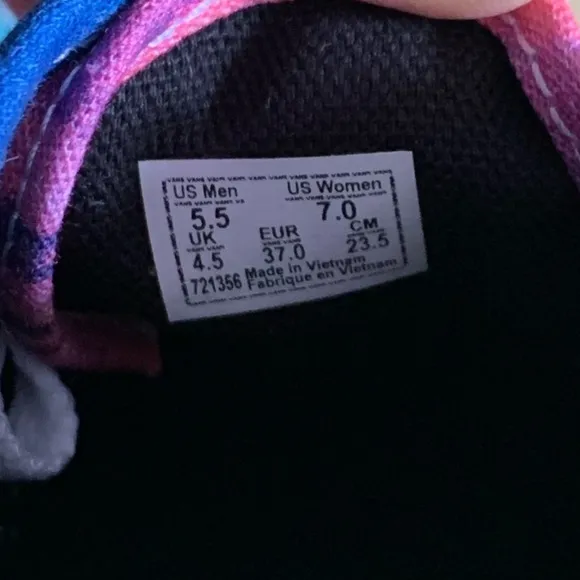 US Men US Women
5.5 7.0
UK EUR CM
4.5 37.0 23.5
721356 Made in Vietnam
Fabrique en Vietnam